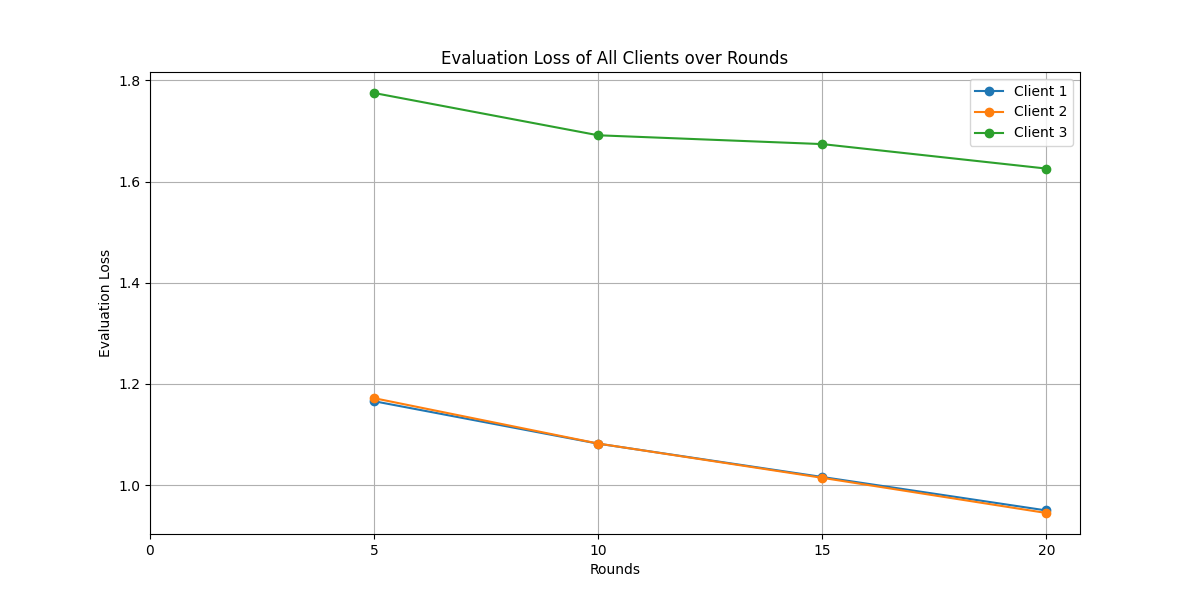 Evaluation Loss of All Clients over Rounds
Client 1
Client 2
Client 3
Evaluation Loss
1.8
1.6
1.4
1.2
1.0
0 5 10 15 20
Rounds